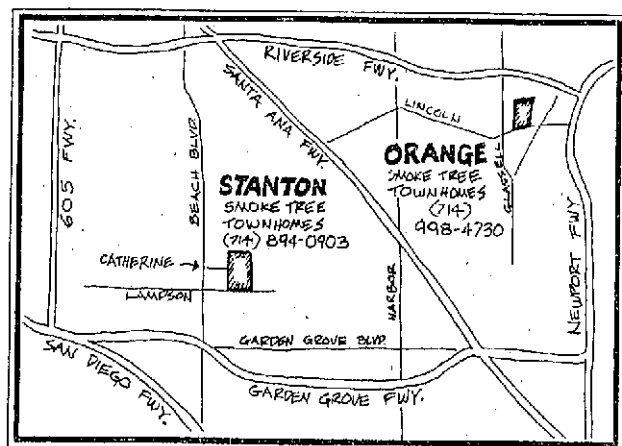 RIVERSIDE FWY.
SANTA ANA FWY.
LINCOLN
605 FWY.
BEACH BLVD
STANTON
SMOKE TREE
TOWNHOMES
(714) 894-0903
ORANGE
SMOKE TREE
TOWNHOMES
(714)
998-4730
GLASSELL
NEWPORT FWY
CATHERINE
LAMPSON
HARBOR
GARDEN GROVE BLVD.
SAN DIEGO FWY.
GARDEN GROVE FWY.